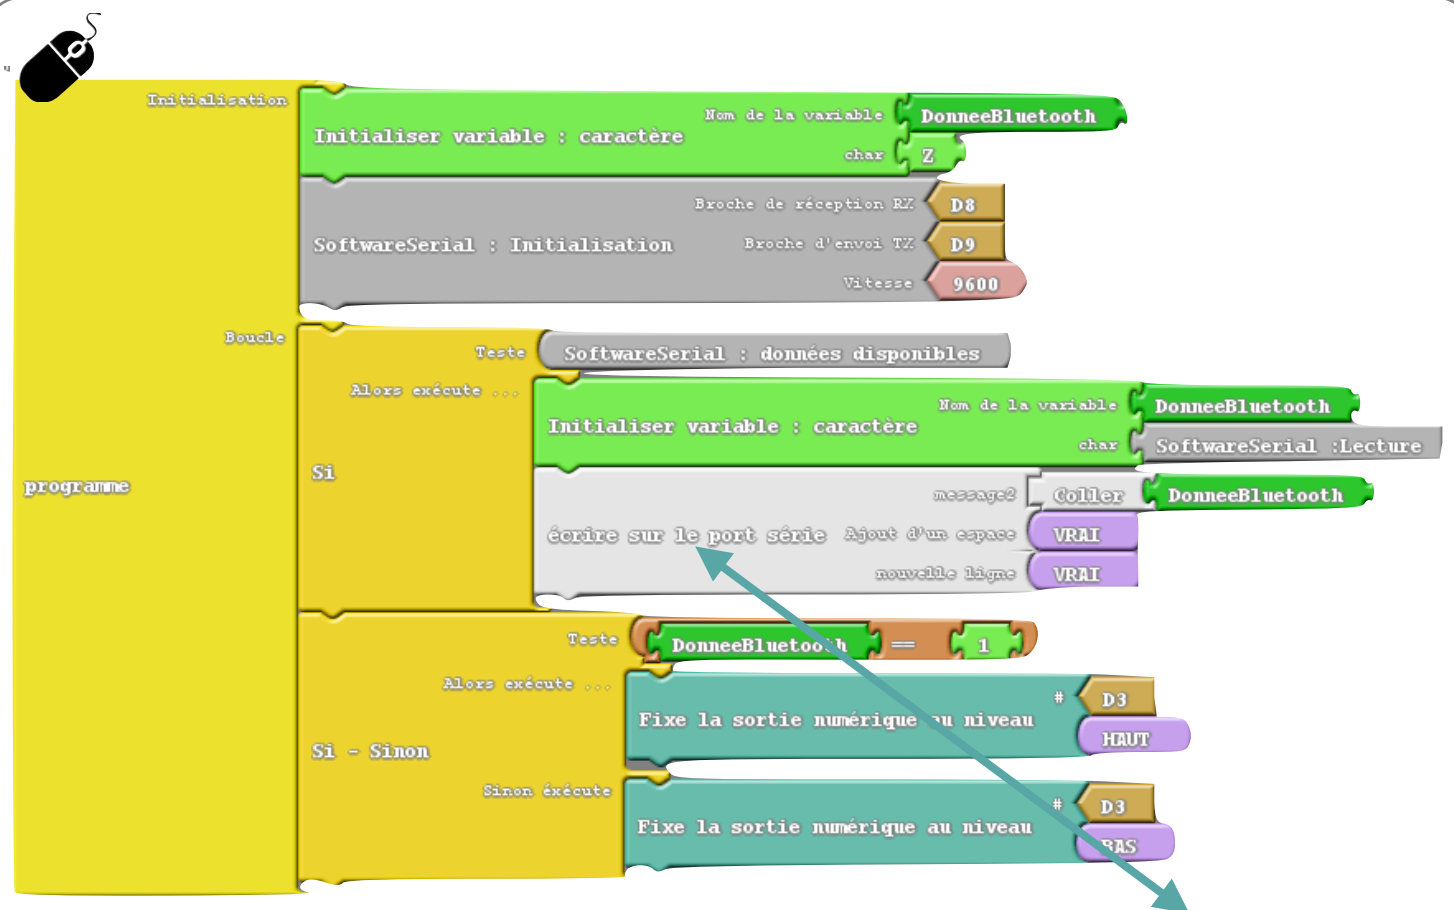 Initialisation
Nom de la variable DonneeBluetooth
Initialiser variable : caractère
char Z
Broche de réception RX D8
SoftwareSerial : Initialisation Broche d'envoi TX D9
Vitesse 9600
Boucle
Teste SoftwareSerial : données disponibles
Alors exécute ...
Nom de la variable DonneeBluetooth
Initialiser variable : caractère
char SoftwareSerial :Lecture
Si
programme
message2 Coller DonneeBluetooth
écrire sur le port série Ajout d'un espace VRAI
nouvelle ligne VRAI
Teste DonneeBluetooth == 1
Alors exécute ...
# D3
Fixe la sortie numérique au niveau
HAUT
Si - Sinon
Sinon éxécute
# D3
Fixe la sortie numérique au niveau
BAS